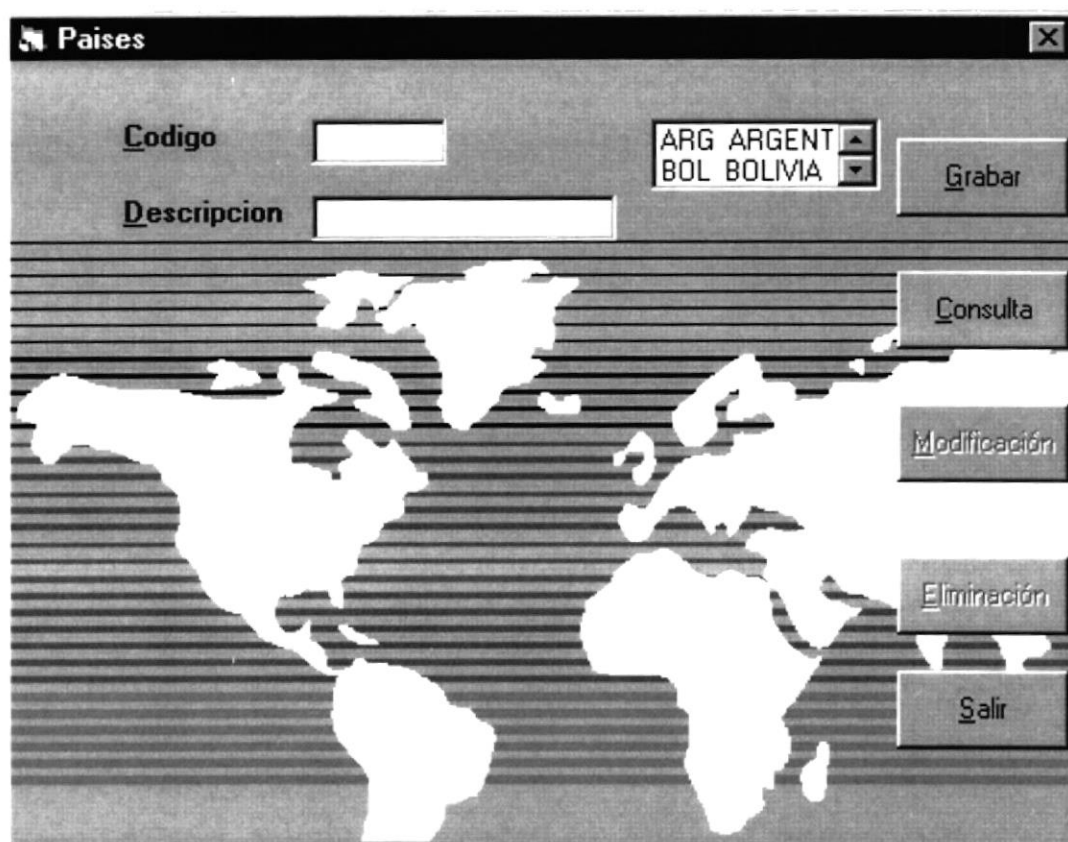 Paises
Codigo
ARG ARGENT
BOL BOLIVIA
Descripcion
Grabar
Consulta
Modificación
Eliminación
Salir